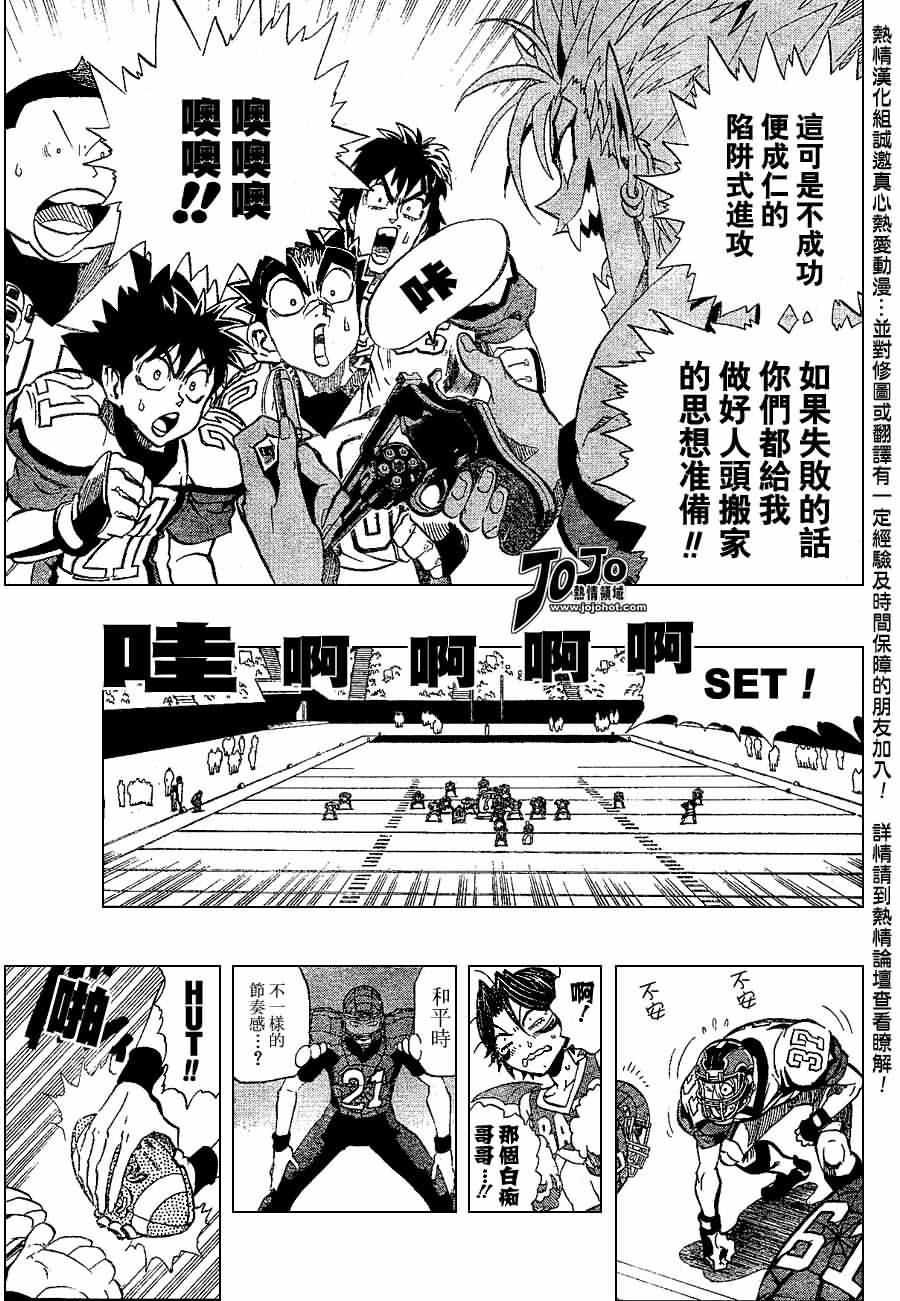 這可是不成功
便成仁的
陷阱式進攻
如果失敗的話
你們都給我
做好人頭搬家
的思想准備!!
咔
噢噢噢
噢噢!!
21
JOJO
熱情領域
www.jojohot.com
哇啊啊啊啊
SET!
不安
不安
37
61
啊!
那個白痴
哥哥…!!
和平時
不一樣的
節奏感…?
21
HUT!!
啪
熱情漢化組誠邀真心熱愛動漫…並對修圖或翻譯有一定經驗及時間保障的朋友加入! 詳情請到熱情論壇查看瞭解!